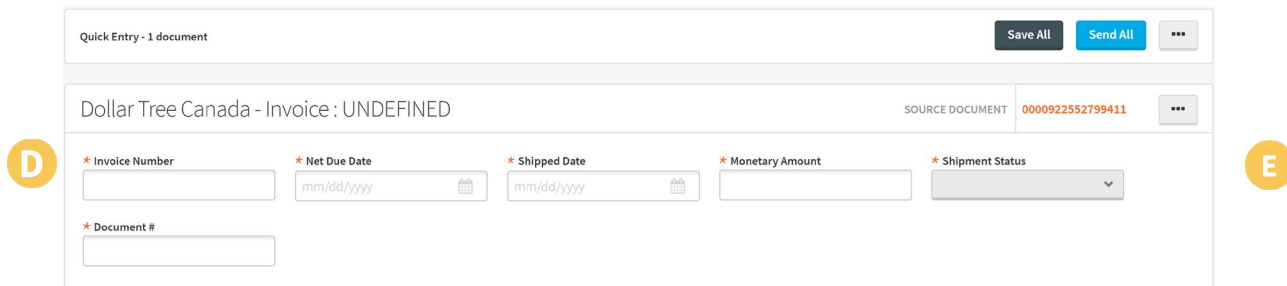 Quick Entry - 1 document
Save All
Send All
•••
Dollar Tree Canada - Invoice : UNDEFINED
SOURCE DOCUMENT
0000922552799411
•••
D
* Invoice Number
* Net Due Date
* Shipped Date
* Monetary Amount
* Shipment Status
E
mm/dd/yyyy
mm/dd/yyyy
* Document #